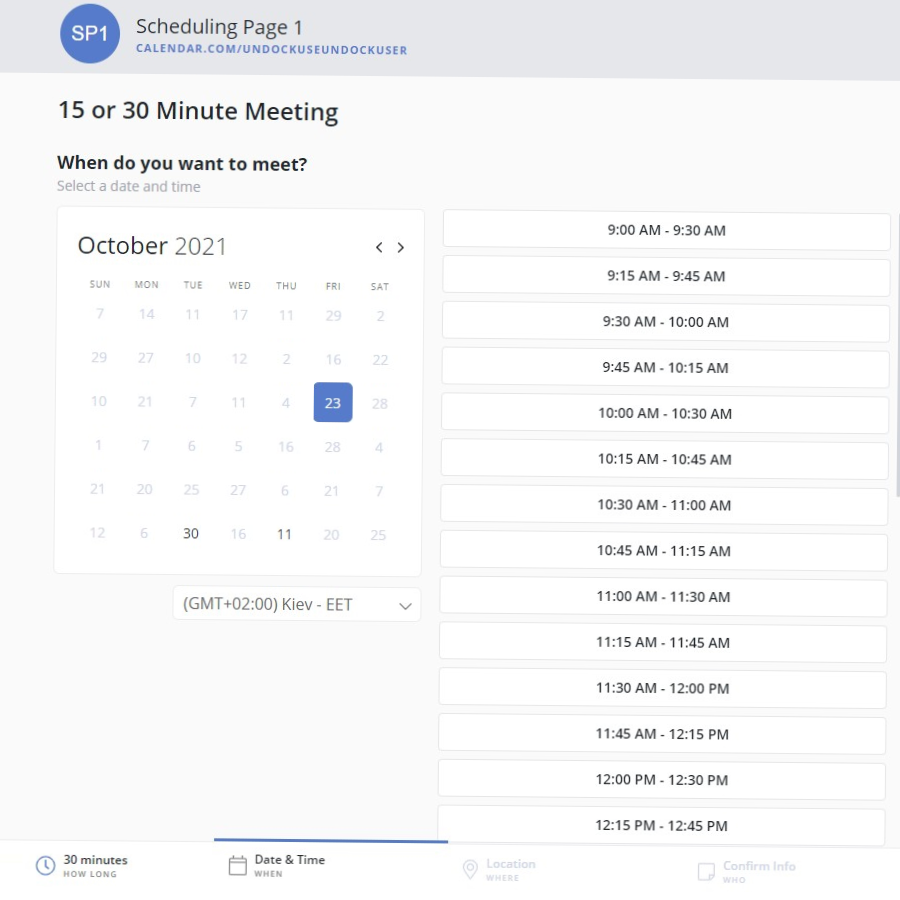 SP1
Scheduling Page 1
CALENDAR.COM/UNDOCKUSEUNDOCKUSER
15 or 30 Minute Meeting
When do you want to meet?
Select a date and time
October 2021
SUN MON TUE WED THU FRI SAT
7 14 11 17 11 29 2
29 27 10 12 2 16 22
10 21 7 11 4 23 28
1 7 6 5 16 28 4
21 20 25 27 6 21 7
12 6 30 16 11 20 25
(GMT+02:00) Kiev - EET
9:00 AM - 9:30 AM
9:15 AM - 9:45 AM
9:30 AM - 10:00 AM
9:45 AM - 10:15 AM
10:00 AM - 10:30 AM
10:15 AM - 10:45 AM
10:30 AM - 11:00 AM
10:45 AM - 11:15 AM
11:00 AM - 11:30 AM
11:15 AM - 11:45 AM
11:30 AM - 12:00 PM
11:45 AM - 12:15 PM
12:00 PM - 12:30 PM
12:15 PM - 12:45 PM
30 minutes
HOW LONG
Date & Time
WHEN
Location
WHERE
Confirm Info
WHO